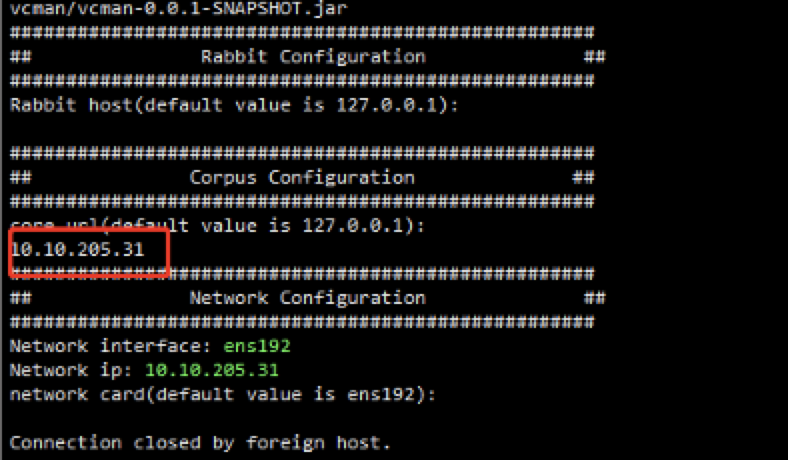 vcman/vcman-0.0.1-SNAPSHOT.jar
####################################################
## Rabbit Configuration ##
####################################################
Rabbit host(default value is 127.0.0.1):
####################################################
## Corpus Configuration ##
####################################################
core url(default value is 127.0.0.1):
10.10.205.31
####################################################
## Network Configuration ##
####################################################
Network interface: ens192
Network ip: 10.10.205.31
network card(default value is ens192):
Connection closed by foreign host.